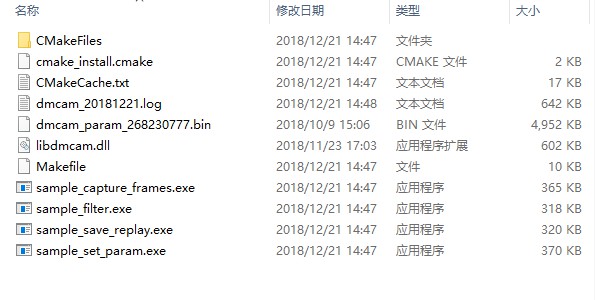 名称 修改日期 类型 大小
CMakeFiles 2018/12/21 14:47 文件夹
cmake_install.cmake 2018/12/21 14:47 CMAKE 文件 2 KB
CMakeCache.txt 2018/12/21 14:47 文本文档 17 KB
dmcam_20181221.log 2018/12/21 14:48 文本文档 642 KB
dmcam_param_268230777.bin 2018/10/9 15:06 BIN 文件 4,952 KB
libdmcam.dll 2018/11/23 17:03 应用程序扩展 602 KB
Makefile 2018/12/21 14:47 文件 10 KB
sample_capture_frames.exe 2018/12/21 14:47 应用程序 365 KB
sample_filter.exe 2018/12/21 14:47 应用程序 318 KB
sample_save_replay.exe 2018/12/21 14:47 应用程序 320 KB
sample_set_param.exe 2018/12/21 14:47 应用程序 370 KB